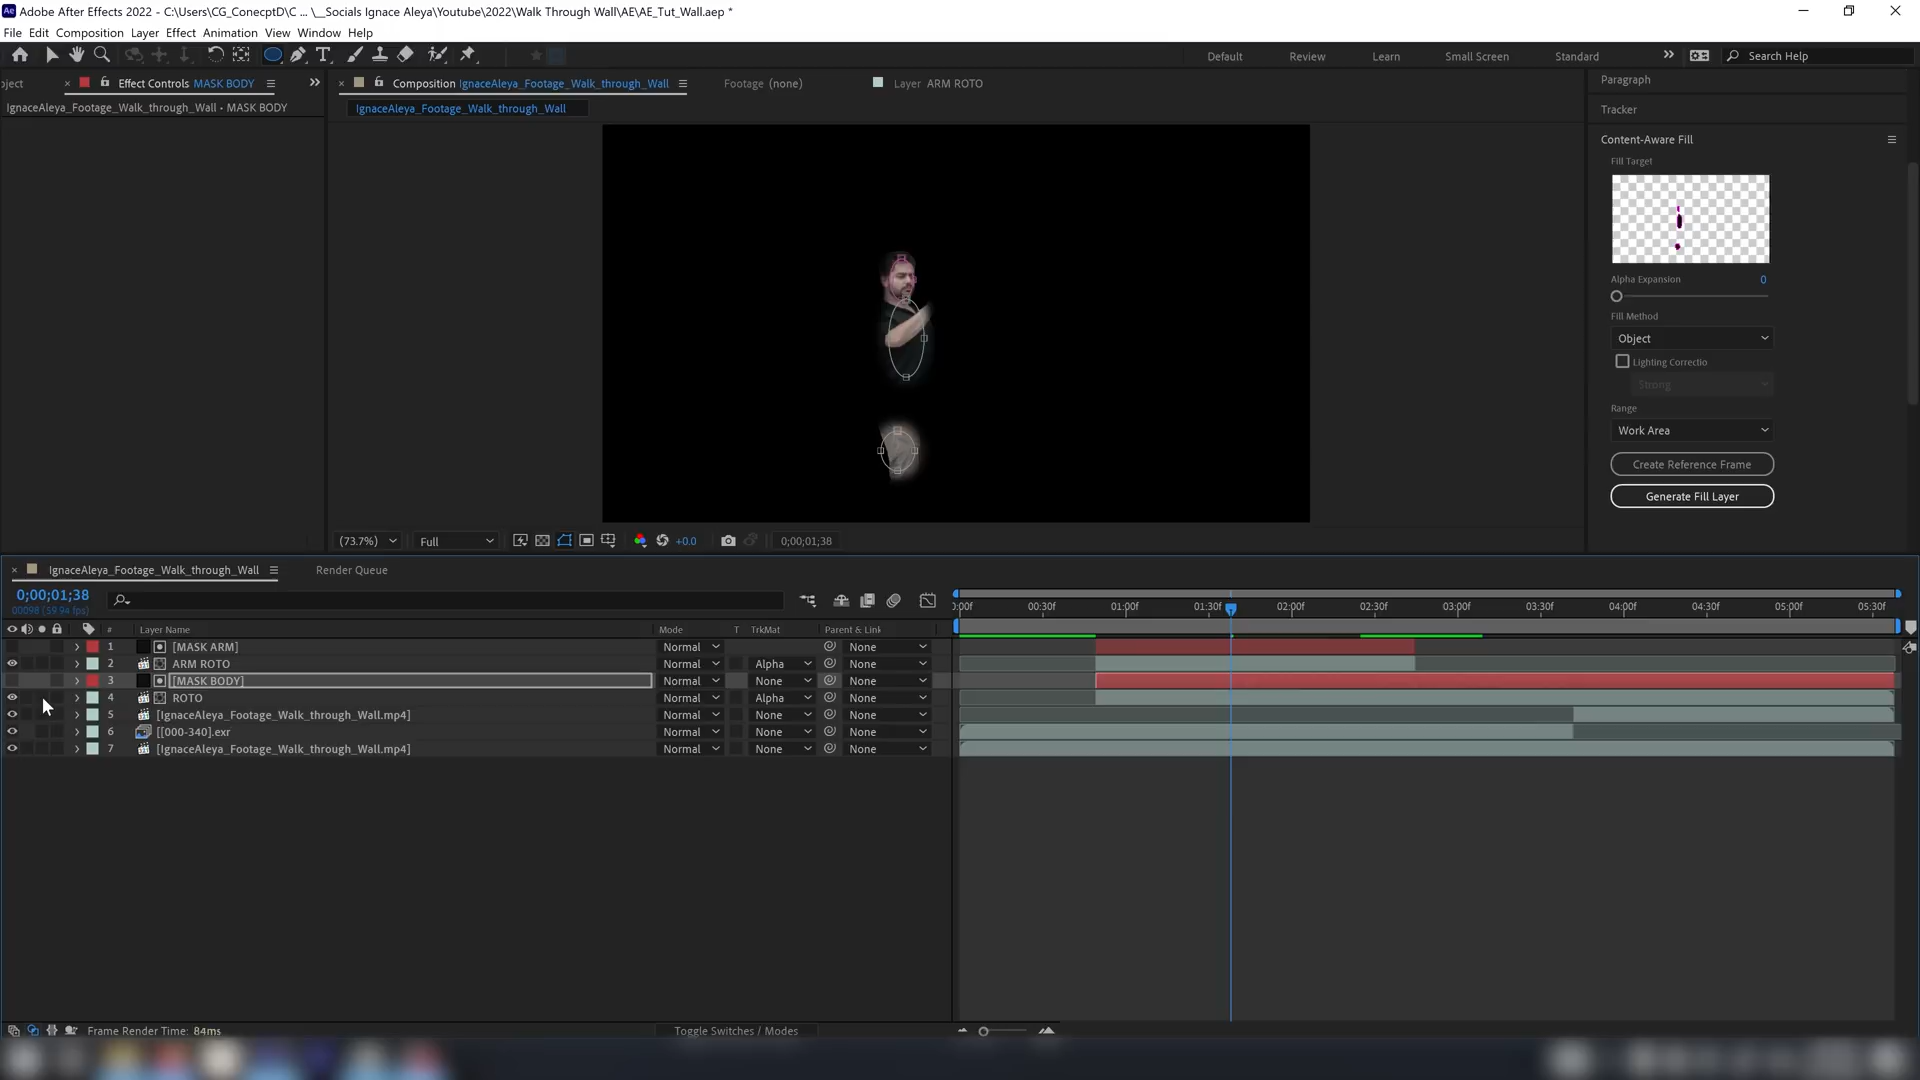 Adobe After Effects 2022 - C:\Users\CG_ConecptD\C ... \__Socials Ignace Aleya\Youtube\2022\Walk Through Wall\AE\AE_Tut_Wall.aep *
File Edit Composition Layer Effect Animation View Window Help
Default Review Learn Small Screen Standard Search Help
oject Effect Controls MASK BODY
Composition IgnaceAleya_Footage_Walk_through_Wall Footage (none) Layer ARM ROTO
Paragraph
IgnaceAleya_Footage_Walk_through_Wall • MASK BODY
IgnaceAleya_Footage_Walk_through_Wall
Tracker
Content-Aware Fill
Fill Target
Alpha Expansion 0
Fill Method
Object
Lighting Correctio
Strong
Range
Work Area
Create Reference Frame
Generate Fill Layer
(73.7%) Full +0.0 0;00;01;38
IgnaceAleya_Footage_Walk_through_Wall Render Queue
0;00;01;38
00098 (59.94 fps)
0:00f 00:30f 01:00f 01:30f 02:00f 02:30f 03:00f 03:30f 04:00f 04:30f 05:00f 05:30f
# Layer Name Mode T TrkMat Parent & Link
1 [MASK ARM] Normal None
2 ARM ROTO Normal Alpha None
3 [MASK BODY] Normal None None
4 ROTO Normal Alpha None
5 [IgnaceAleya_Footage_Walk_through_Wall.mp4] Normal None None
6 [[000-340].exr Normal None None
7 [IgnaceAleya_Footage_Walk_through_Wall.mp4] Normal None None
Frame Render Time: 84ms Toggle Switches / Modes